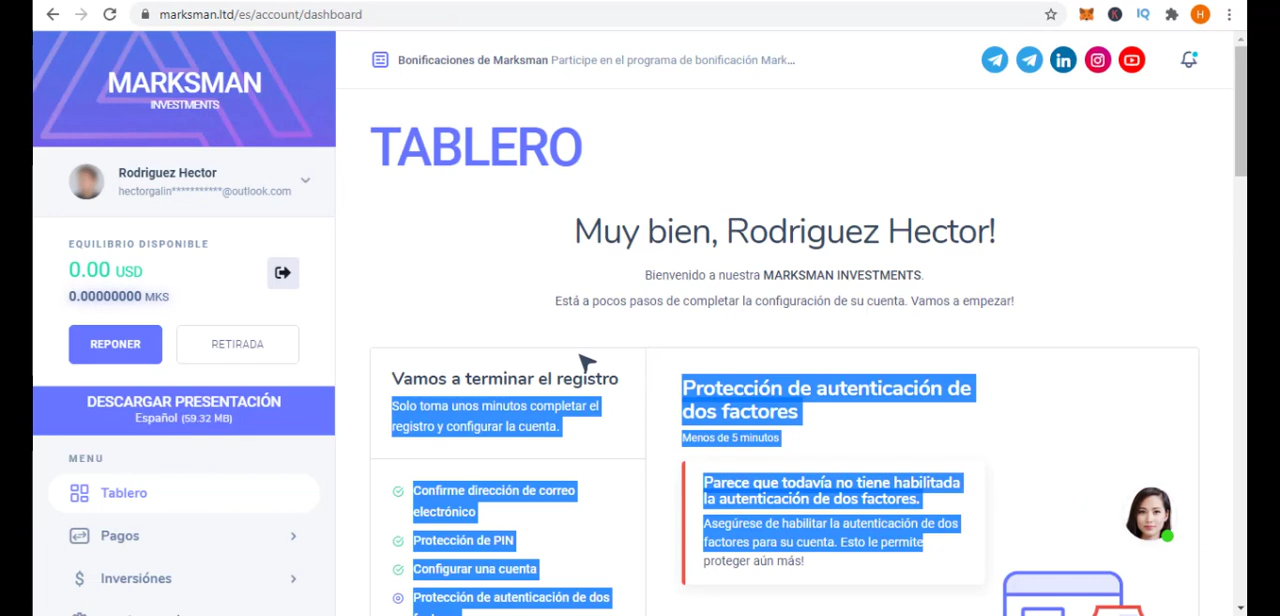 marksman.ltd/es/account/dashboard
MARKSMAN
INVESTMENTS
Bonificaciones de Marksman Participe en el programa de bonificación Mark...
TABLERO
Rodriguez Hector
hectorgalin***********@outlook.com
EQUILIBRIO DISPONIBLE
0.00 USD
0.00000000 MKS
REPONER
RETIRADA
DESCARGAR PRESENTACIÓN
Español (59.32 MB)
MENU
Tablero
Pagos
Inversiónes
Muy bien, Rodriguez Hector!
Bienvenido a nuestra MARKSMAN INVESTMENTS.
Está a pocos pasos de completar la configuración de su cuenta. Vamos a empezar!
Vamos a terminar el registro
Solo toma unos minutos completar el
registro y configurar la cuenta.
Confirme dirección de correo
electrónico
Protección de PIN
Configurar una cuenta
Protección de autenticación de dos
Protección de autenticación de
dos factores
Menos de 5 minutos
Parece que todavía no tiene habilitada
la autenticación de dos factores.
Asegúrese de habilitar la autenticación de dos
factores para su cuenta. Esto le permite
proteger aún más!
IQ
H
K